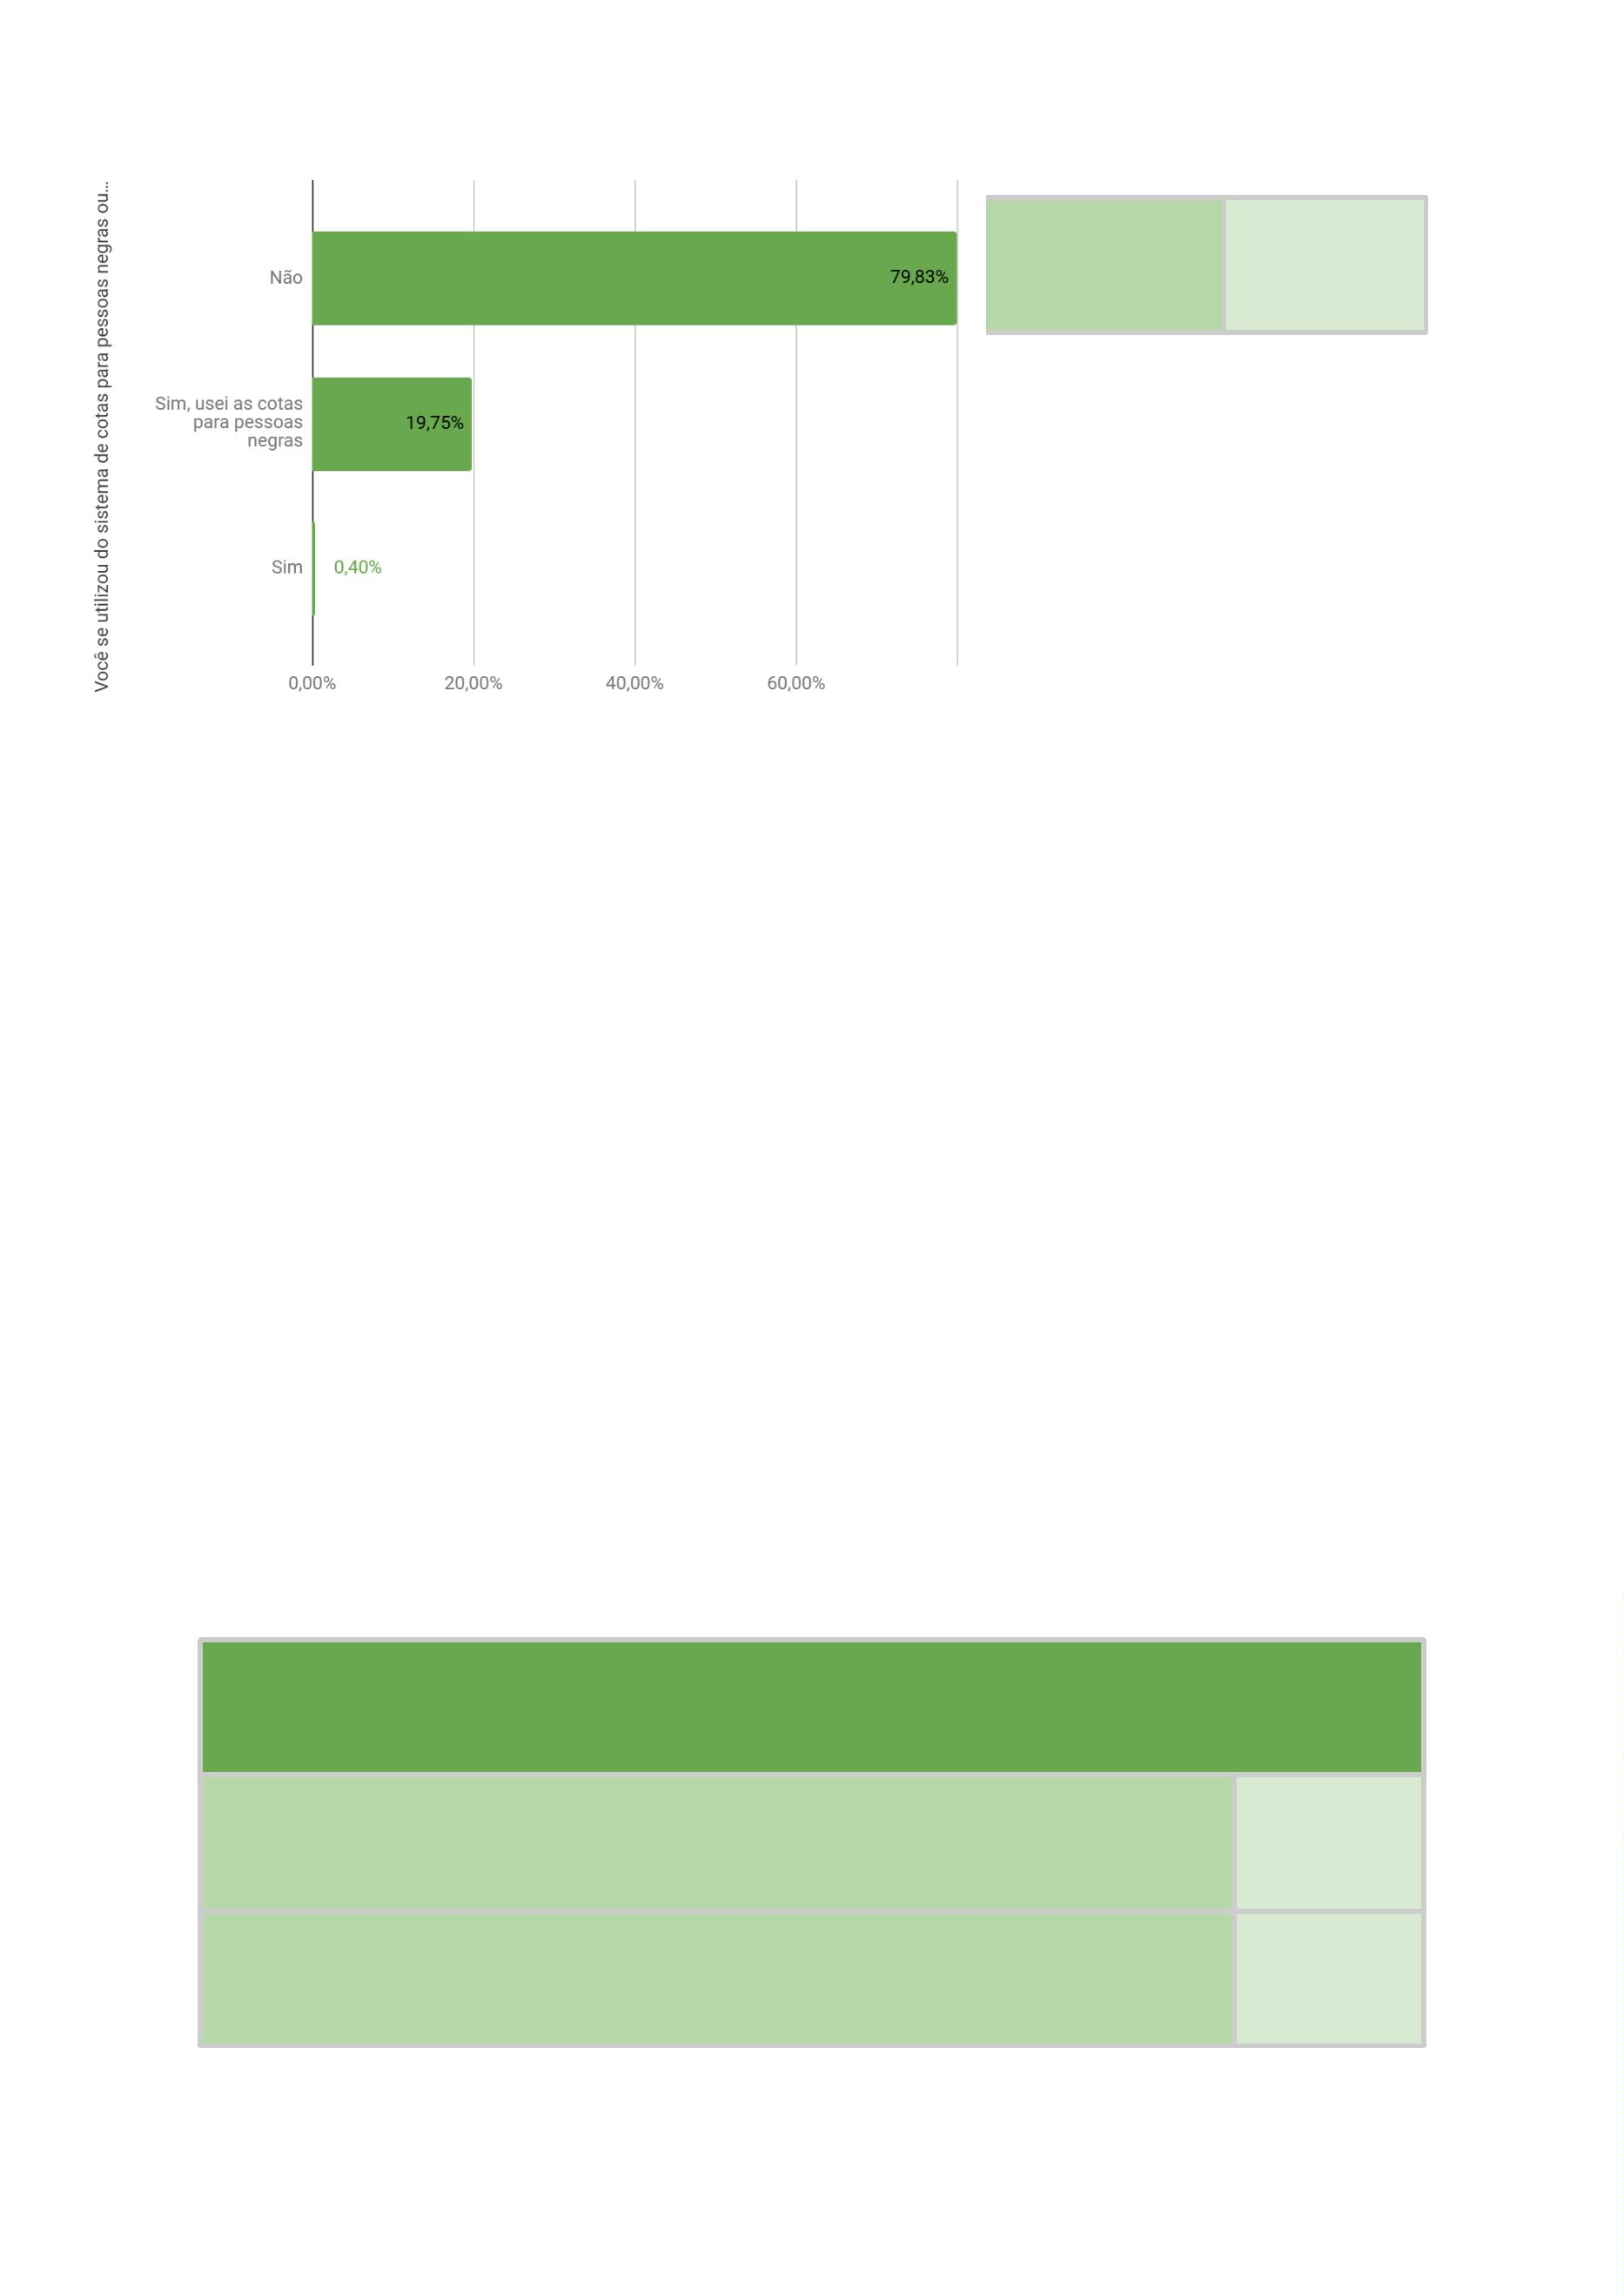 Você se utilizou do sistema de cotas para pessoas negras ou...
Não
79,83%
Sim, usei as cotas
para pessoas
negras
19,75%
Sim
0,40%
0,00%
20,00%
40,00%
60,00%